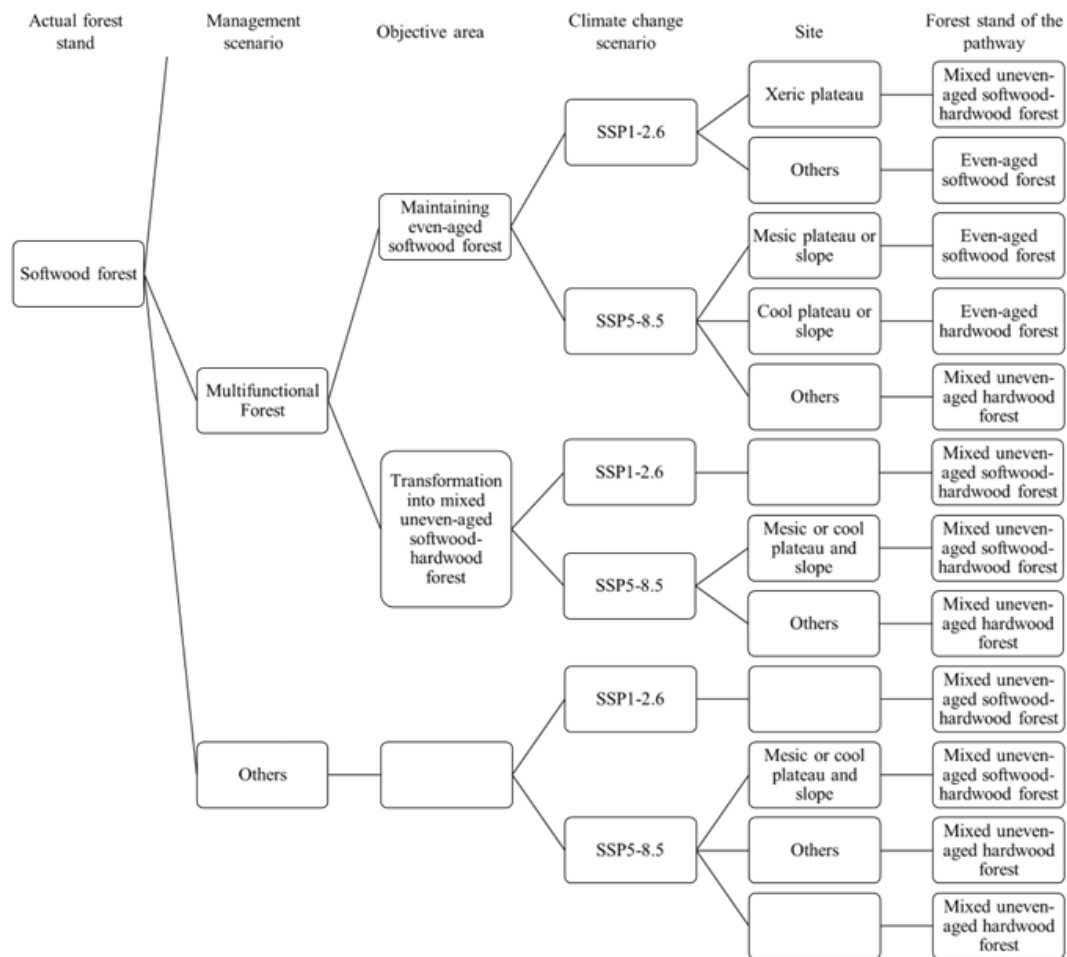 Actual forest
stand
Management
scenario
Objective area
Climate change
scenario
Site
Forest stand of the
pathway
Softwood forest
Multifunctional
Forest
Maintaining
even-aged
softwood forest
SSP1-2.6
Xeric plateau
Mixed uneven-
aged softwood-
hardwood forest
Others
Even-aged
softwood forest
SSP5-8.5
Mesic plateau or
slope
Even-aged
softwood forest
Cool plateau or
slope
Even-aged
hardwood forest
Others
Mixed uneven-
aged hardwood
forest
Transformation
into mixed
uneven-aged
softwood-
hardwood
forest
SSP1-2.6
Mixed uneven-
aged softwood-
hardwood forest
SSP5-8.5
Mesic or cool
plateau and
slope
Mixed uneven-
aged softwood-
hardwood forest
Others
Mixed uneven-
aged hardwood
forest
Others
SSP1-2.6
Mixed uneven-
aged softwood-
hardwood forest
SSP5-8.5
Mesic or cool
plateau and
slope
Mixed uneven-
aged softwood-
hardwood forest
Others
Mixed uneven-
aged hardwood
forest
Mixed uneven-
aged hardwood
forest